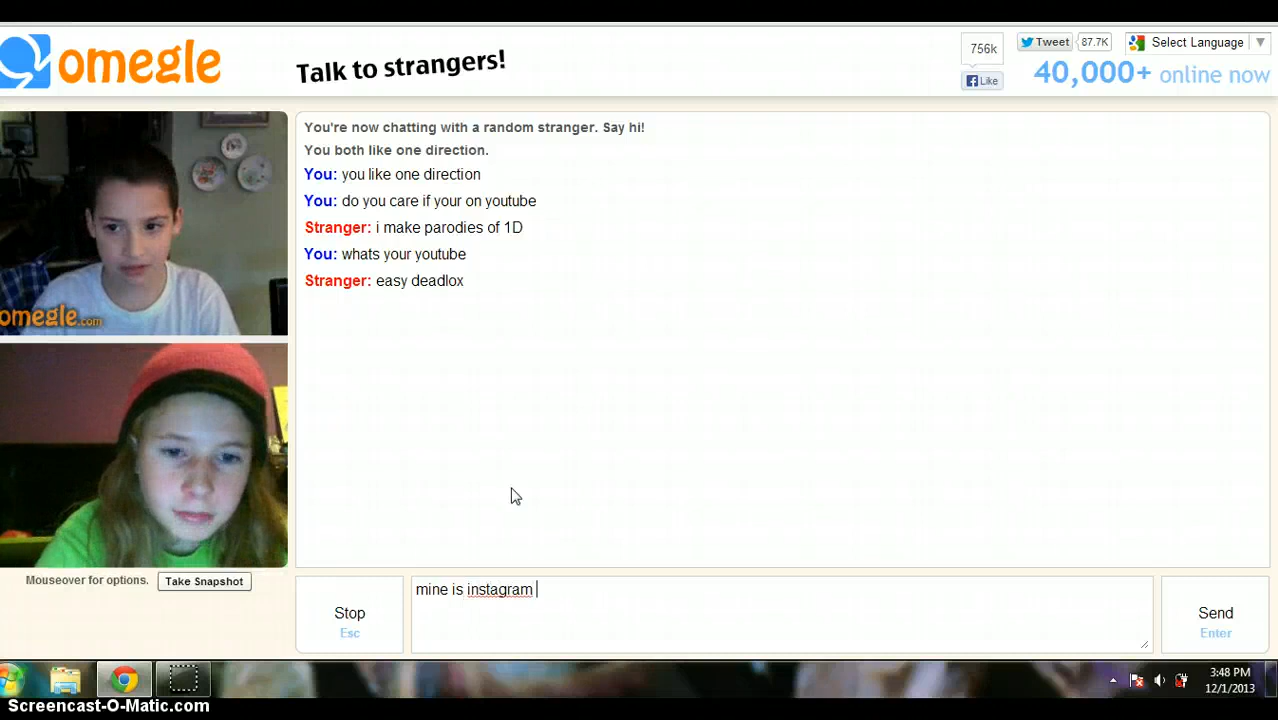 omegle
Talk to strangers!
756k
Like
Tweet
87.7K
Select Language
40,000+ online now
You're now chatting with a random stranger. Say hi!
You both like one direction.
You: you like one direction
You: do you care if your on youtube
Stranger: i make parodies of 1D
You: whats your youtube
Stranger: easy deadlox
omegle.com
Mouseover for options.
Take Snapshot
Stop
Esc
mine is instagram
Send
Enter
3:48 PM
12/1/2013
Screencast-O-Matic.com